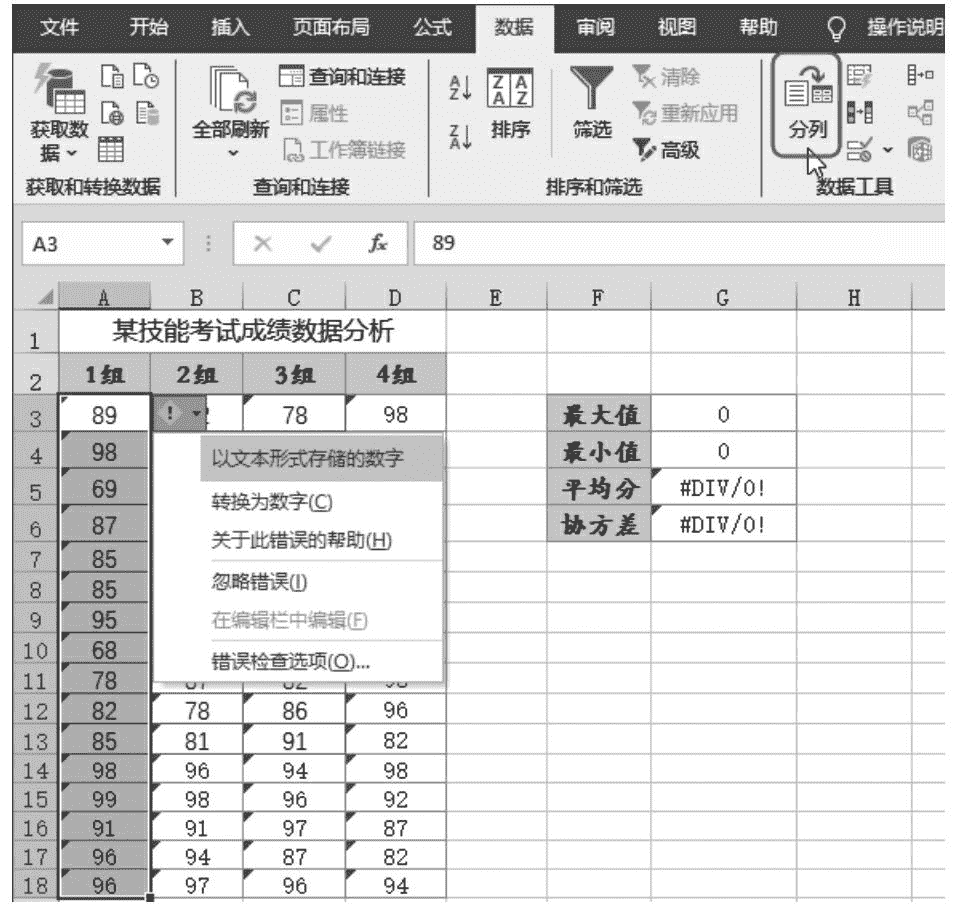 文件 开始 插入 页面布局 公式 数据 审阅 视图 帮助 操作说明
查询和连接 清除
属性 重新应用
获取数据 全部刷新 排序 筛选 分列
工作簿链接 高级
获取和转换数据 查询和连接 排序和筛选 数据工具
A3 fx 89
A B C D E F G H
1 某技能考试成绩数据分析
2 1组 2组 3组 4组
3 89 78 98 最大值 0
4 98 最小值 0
5 69 平均分 #DIV/0!
6 87 协方差 #DIV/0!
以文本形式存储的数字
转换为数字(C)
关于此错误的帮助(H)
忽略错误(I)
在编辑栏中编辑(F)
错误检查选项(O)...
7 85
8 85
9 95
10 68
11 78
12 82 78 86 96
13 85 81 91 82
14 98 96 94 98
15 99 98 96 92
16 91 91 97 87
17 96 94 87 82
18 96 97 96 94